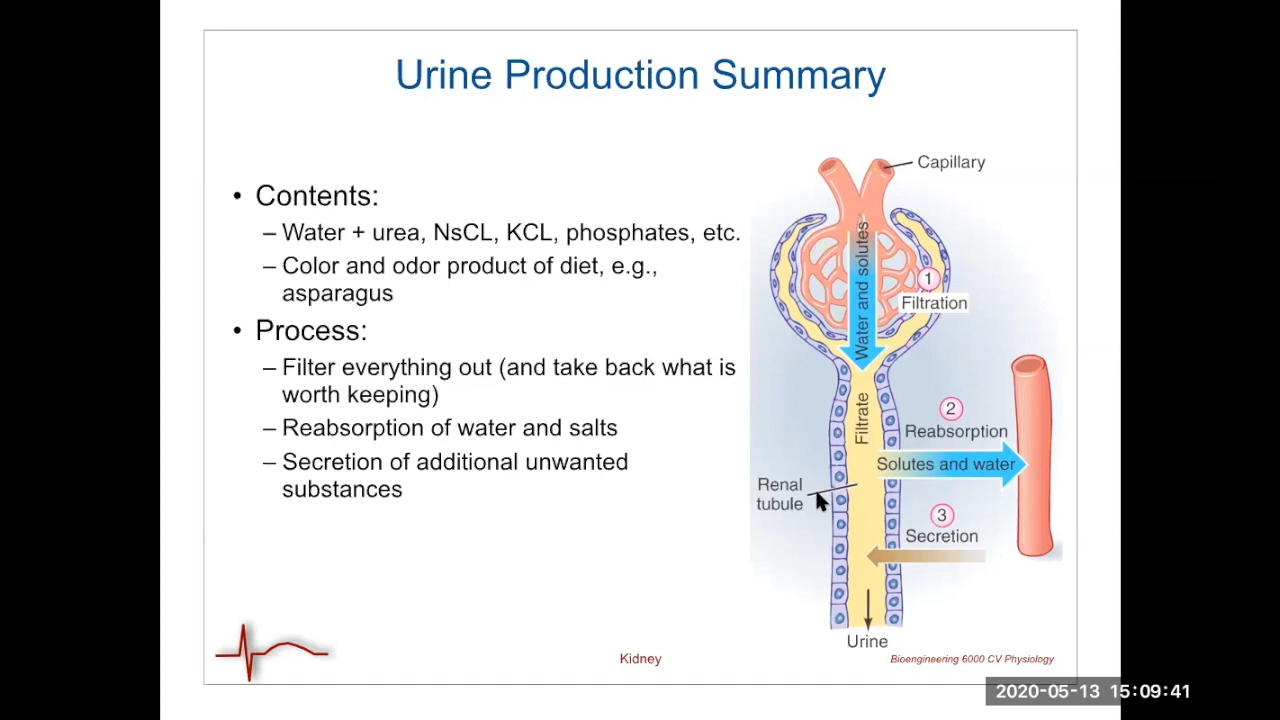 Urine Production Summary
• Contents:
– Water + urea, NsCL, KCL, phosphates, etc.
– Color and odor product of diet, e.g.,
asparagus
• Process:
– Filter everything out (and take back what is
worth keeping)
– Reabsorption of water and salts
– Secretion of additional unwanted
substances
Capillary
Water and solutes
1
Filtration
Filtrate
2
Reabsorption
Solutes and water
Renal
tubule
3
Secretion
Urine
Kidney
Bioengineering 6000 CV Physiology
2020-05-13 15:09:41